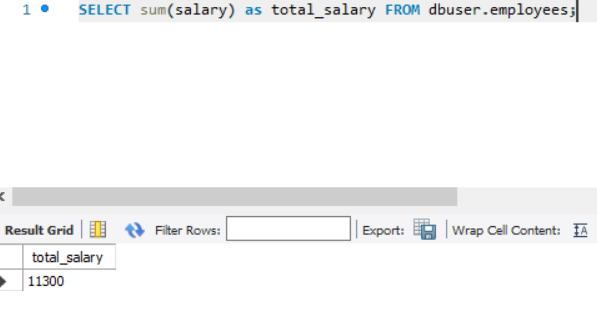 1 SELECT sum(salary) as total_salary FROM dbuser.employees;
Result Grid Filter Rows: Export: Wrap Cell Content: IA
total_salary
11300